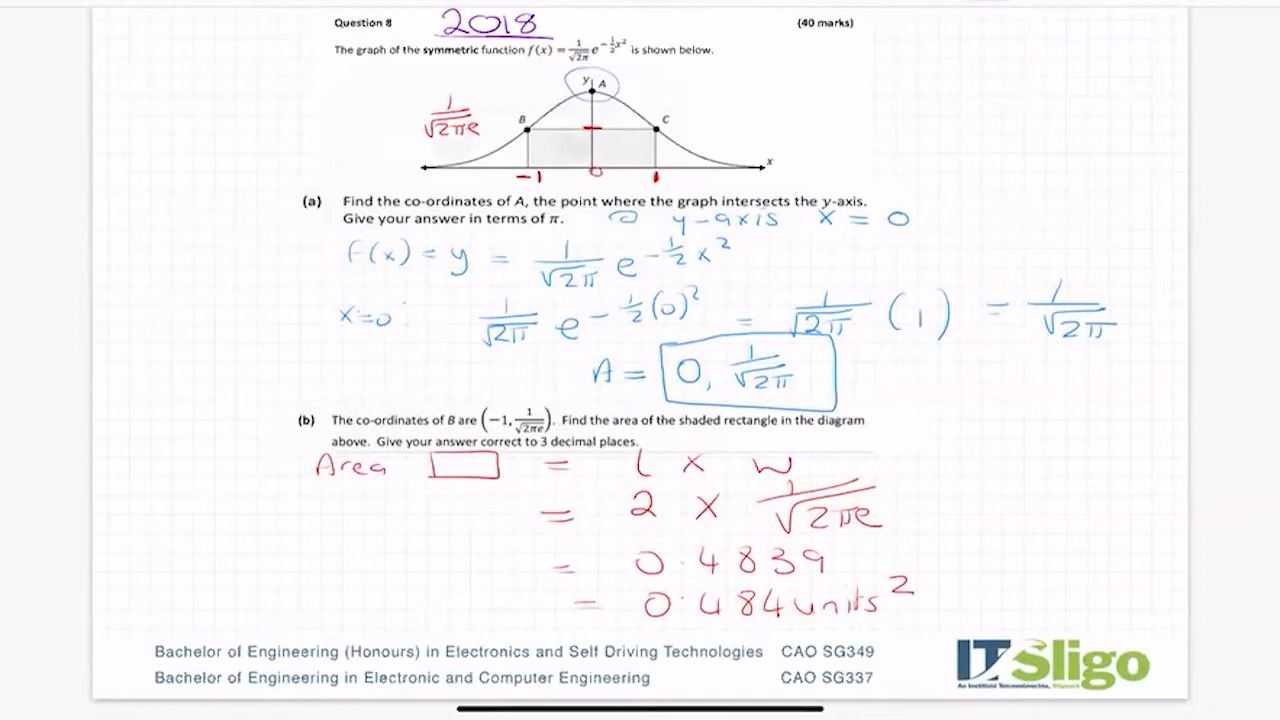 Question 8 2018 (40 marks)
The graph of the symmetric function f(x) = 1/√2π e^(-1/2 x²) is shown below.
y A
1/√2πe
B C
x
-1 0 1
(a) Find the co-ordinates of A, the point where the graph intersects the y-axis.
Give your answer in terms of π. y-axis x = 0
f(x) = y = 1/√2π e^(-1/2 x²)
x=0 : 1/√2π e^(-1/2 (0)²) = 1/√2π (1) = 1/√2π
A = 0, 1/√2π
(b) The co-ordinates of B are (-1, 1/√2πe). Find the area of the shaded rectangle in the diagram
above. Give your answer correct to 3 decimal places.
Area = l x w
= 2 x 1/√2πe
= 0.4839
= 0.484 units²
Bachelor of Engineering (Honours) in Electronics and Self Driving Technologies CAO SG349
Bachelor of Engineering in Electronic and Computer Engineering CAO SG337
IT Sligo